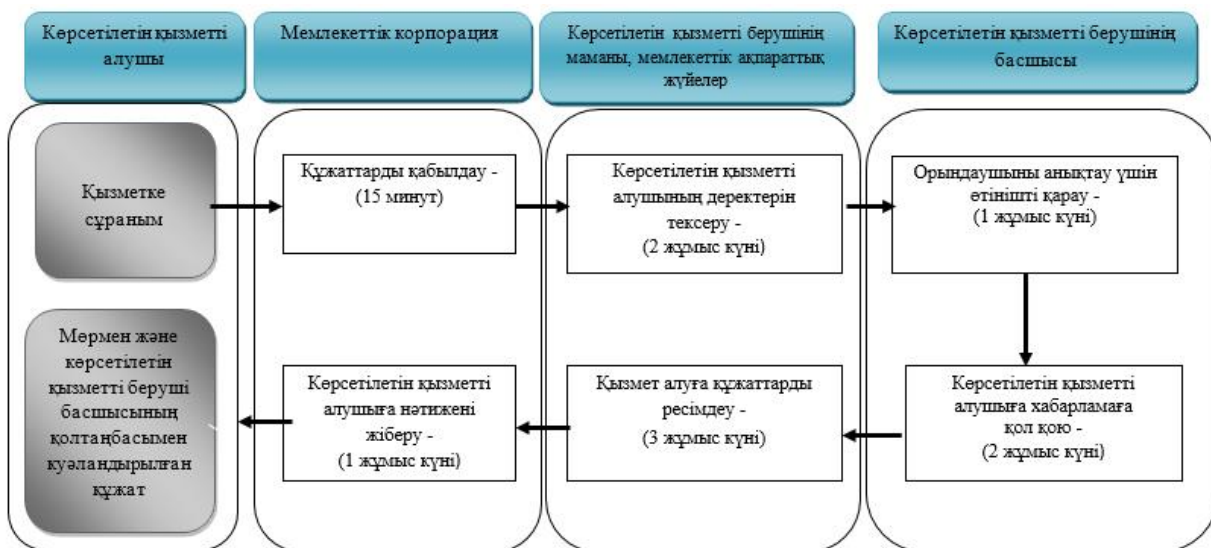 Көрсетілетін қызметті
алушы
Мемлекеттік корпорация
Көрсетілетін қызметті берушінің
маманы, мемлекеттік ақпараттық
жүйелер
Көрсетілетін қызметті берушінің
басшысы
Қызметке
сұраным
Құжаттарды қабылдау -
(15 минут)
Көрсетілетін қызметті
алушының деректерін
тексеру -
(2 жұмыс күні)
Орындаушыны анықтау үшін
өтінішті қарау -
(1 жұмыс күні)
Мөрмен және
көрсетілетін
қызметті беруші
басшысының
қолтаңбасымен
куәландырылған
құжат
Көрсетілетін қызметті
алушыға нәтижені
жіберу -
(1 жұмыс күні)
Қызмет алуға құжаттарды
ресімдеу -
(3 жұмыс күні)
Көрсетілетін қызметті
алушыға хабарламаға
қол қою -
(2 жұмыс күні)